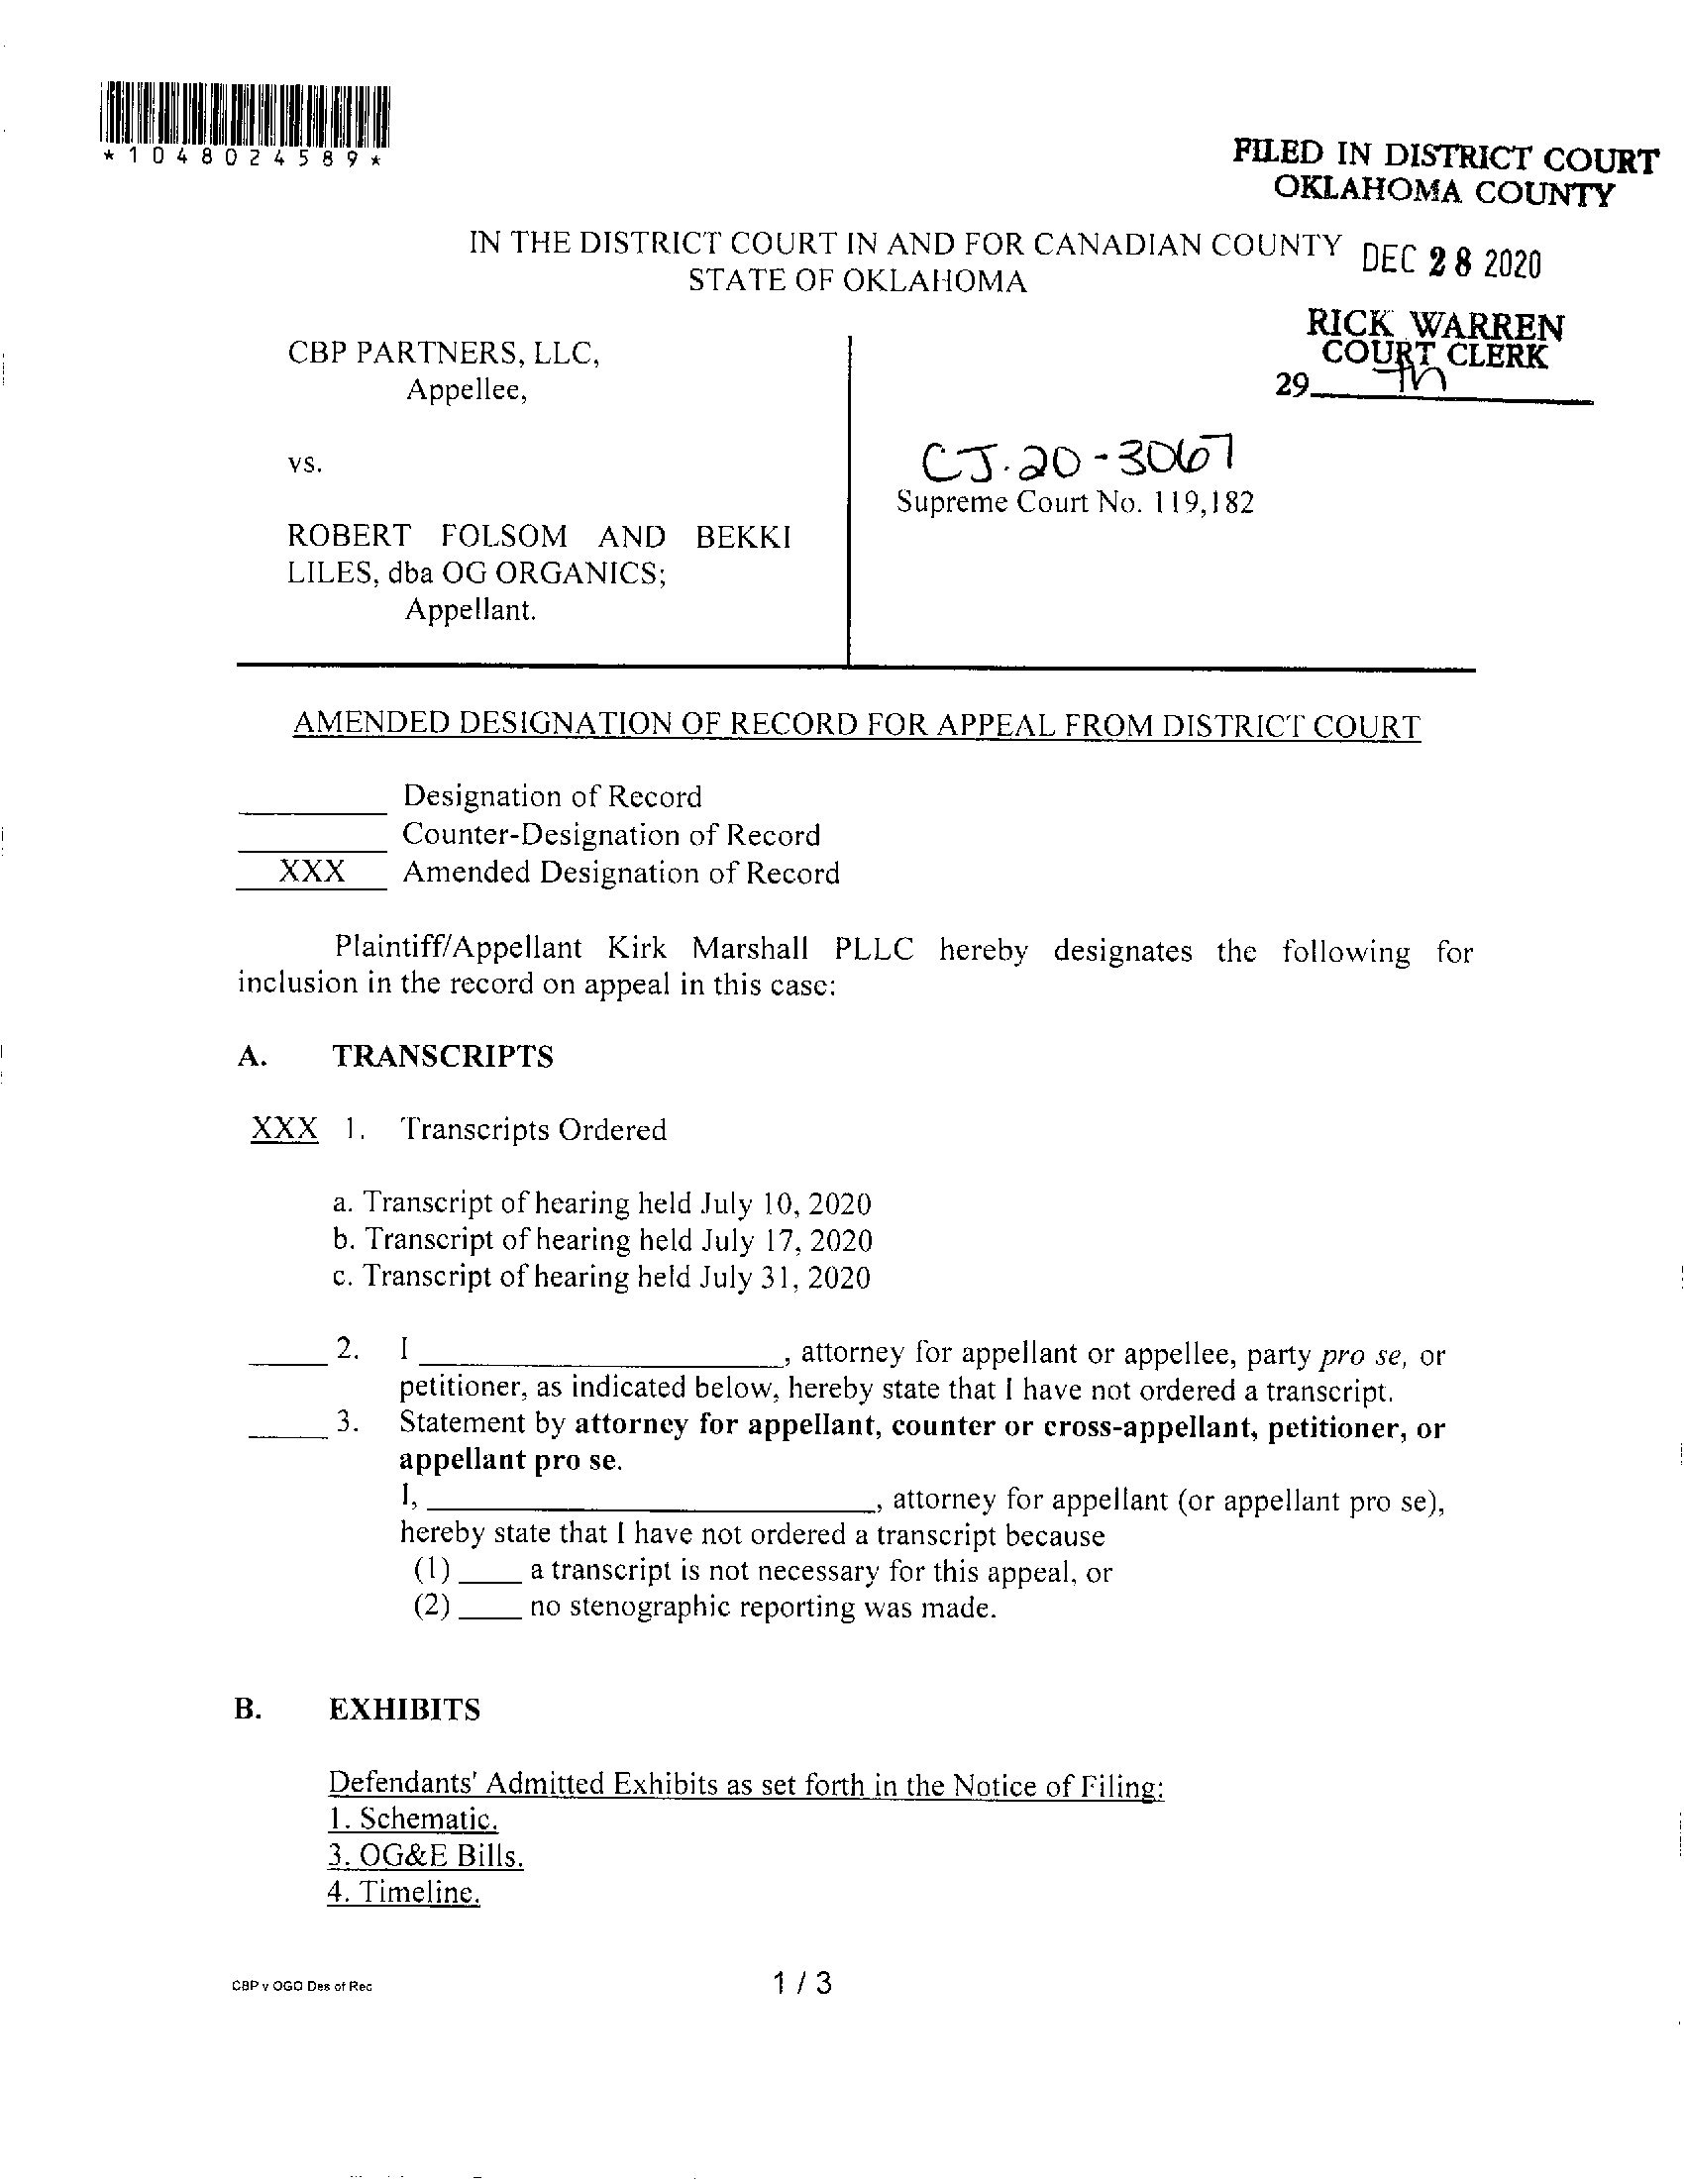 *1048024589*
FILED IN DISTRICT COURT
OKLAHOMA COUNTY
IN THE DISTRICT COURT IN AND FOR CANADIAN COUNTY
STATE OF OKLAHOMA
DEC 28 2020
RICK WARREN
COURT CLERK
29
CBP PARTNERS, LLC,
Appellee,
vs.
ROBERT FOLSOM AND BEKKI
LILES, dba OG ORGANICS;
Appellant.
CJ-20-3067
Supreme Court No. 119,182
AMENDED DESIGNATION OF RECORD FOR APPEAL FROM DISTRICT COURT
Designation of Record
Counter-Designation of Record
XXX Amended Designation of Record
Plaintiff/Appellant Kirk Marshall PLLC hereby designates the following for
inclusion in the record on appeal in this case:
A. TRANSCRIPTS
XXX 1. Transcripts Ordered
a. Transcript of hearing held July 10, 2020
b. Transcript of hearing held July 17, 2020
c. Transcript of hearing held July 31, 2020
____ 2. I ____, attorney for appellant or appellee, party pro se, or
petitioner, as indicated below, hereby state that I have not ordered a transcript.
____ 3. Statement by attorney for appellant, counter or cross-appellant, petitioner, or
appellant pro se.
I, ____, attorney for appellant (or appellant pro se),
hereby state that I have not ordered a transcript because
(1) ____ a transcript is not necessary for this appeal, or
(2) ____ no stenographic reporting was made.
B. EXHIBITS
Defendants' Admitted Exhibits as set forth in the Notice of Filing:
1. Schematic.
3. OG&E Bills.
4. Timeline.
CBP v OGO Des of Rec
1 / 3